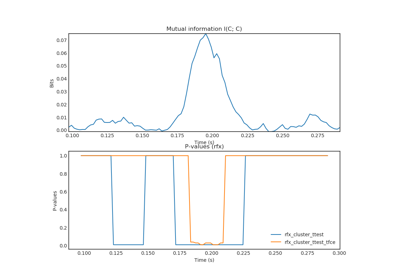 Mutual information I(C; C)
0.07
0.06
0.05
0.04
0.03
0.02
0.01
0.00
Bits
0.100 0.125 0.150 0.175 0.200 0.225 0.250 0.275
Time (s)
P-values (rfx)
1.0
0.8
0.6
0.4
0.2
0.0
P-values
rfx_cluster_ttest
rfx_cluster_ttest_tfce
0.100 0.125 0.150 0.175 0.200 0.225 0.250 0.275
Time (s)